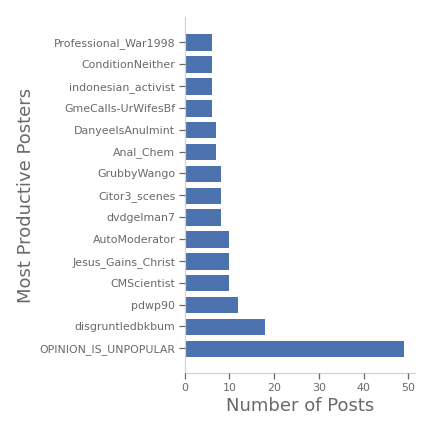 Most Productive Posters
Professional_War1998
ConditionNeither
indonesian_activist
GmeCalls-UrWifesBf
DanyeelsAnulmint
Anal_Chem
GrubbyWango
Citor3_scenes
dvdgelman7
AutoModerator
Jesus_Gains_Christ
CMScientist
pdwp90
disgruntledbkbum
OPINION_IS_UNPOPULAR
0 10 20 30 40 50
Number of Posts